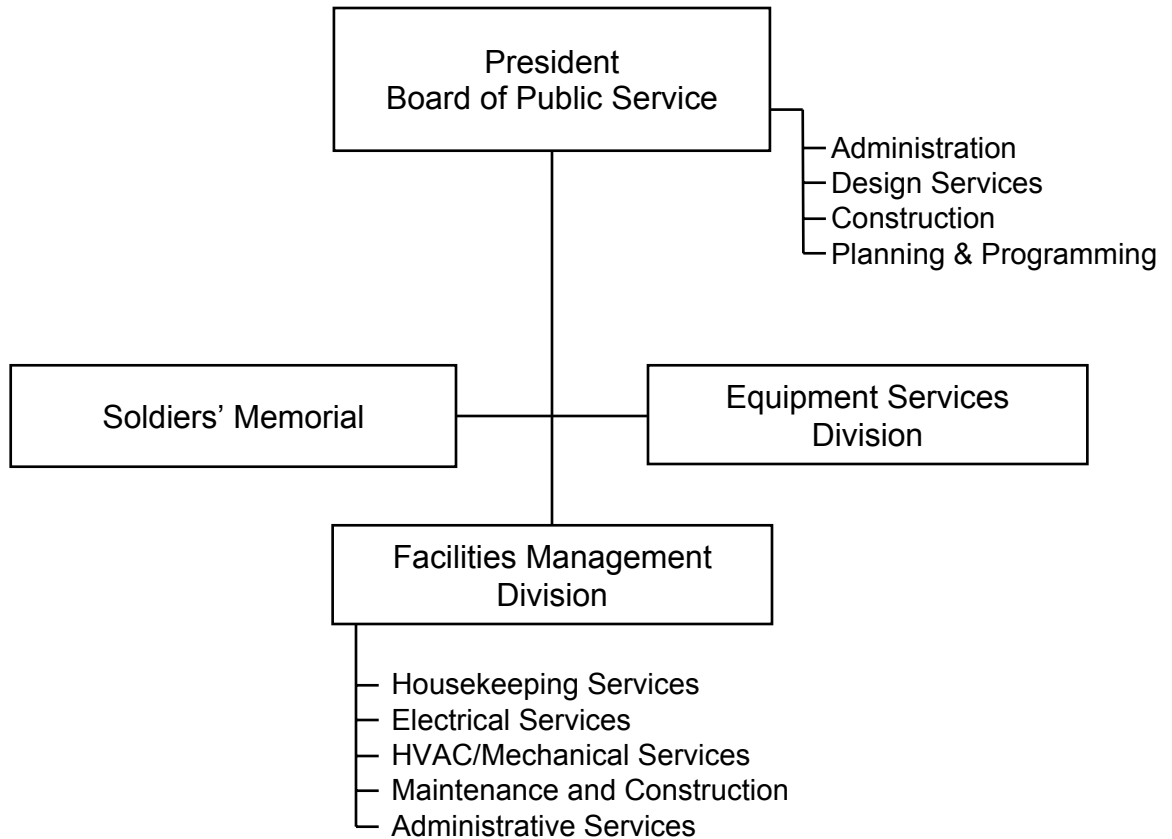 President
Board of Public Service
Administration
Design Services
Construction
Planning & Programming
Soldiers’ Memorial
Equipment Services
Division
Facilities Management
Division
Housekeeping Services
Electrical Services
HVAC/Mechanical Services
Maintenance and Construction
Administrative Services